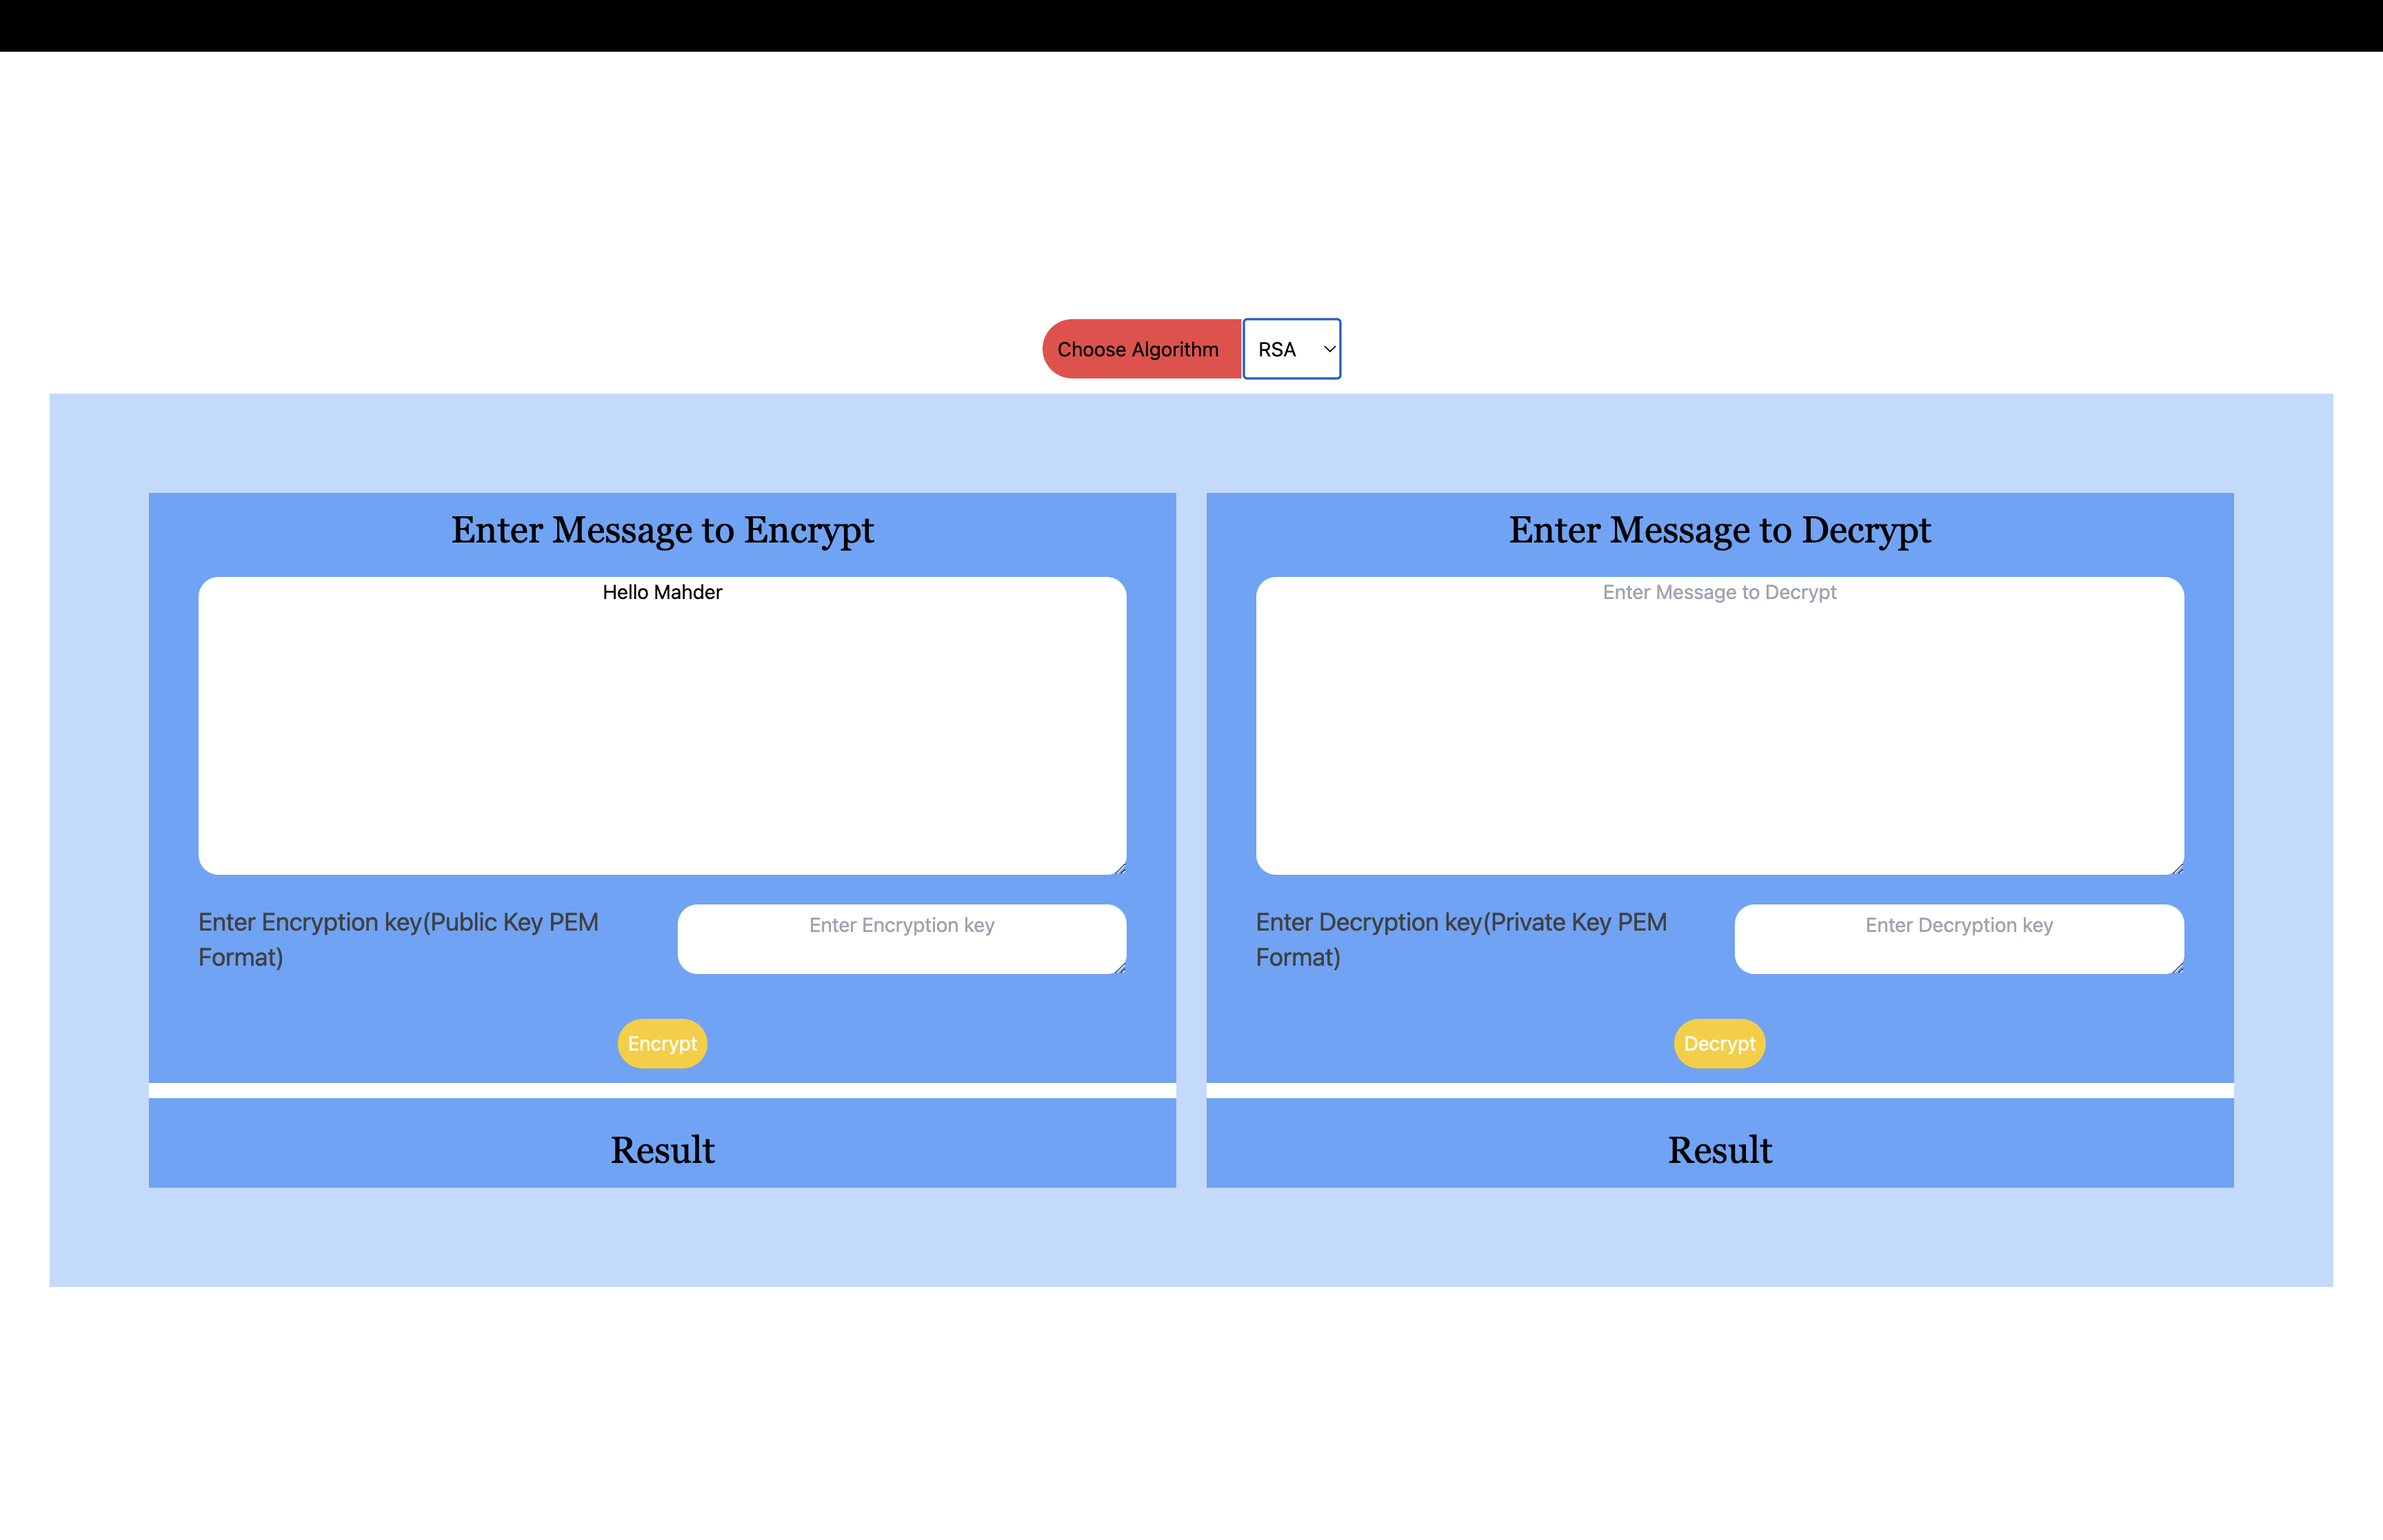 Choose Algorithm RSA
Enter Message to Encrypt
Hello Mahder
Enter Encryption key(Public Key PEM
Format)
Enter Encryption key
Encrypt
Result
Enter Message to Decrypt
Enter Message to Decrypt
Enter Decryption key(Private Key PEM
Format)
Enter Decryption key
Decrypt
Result